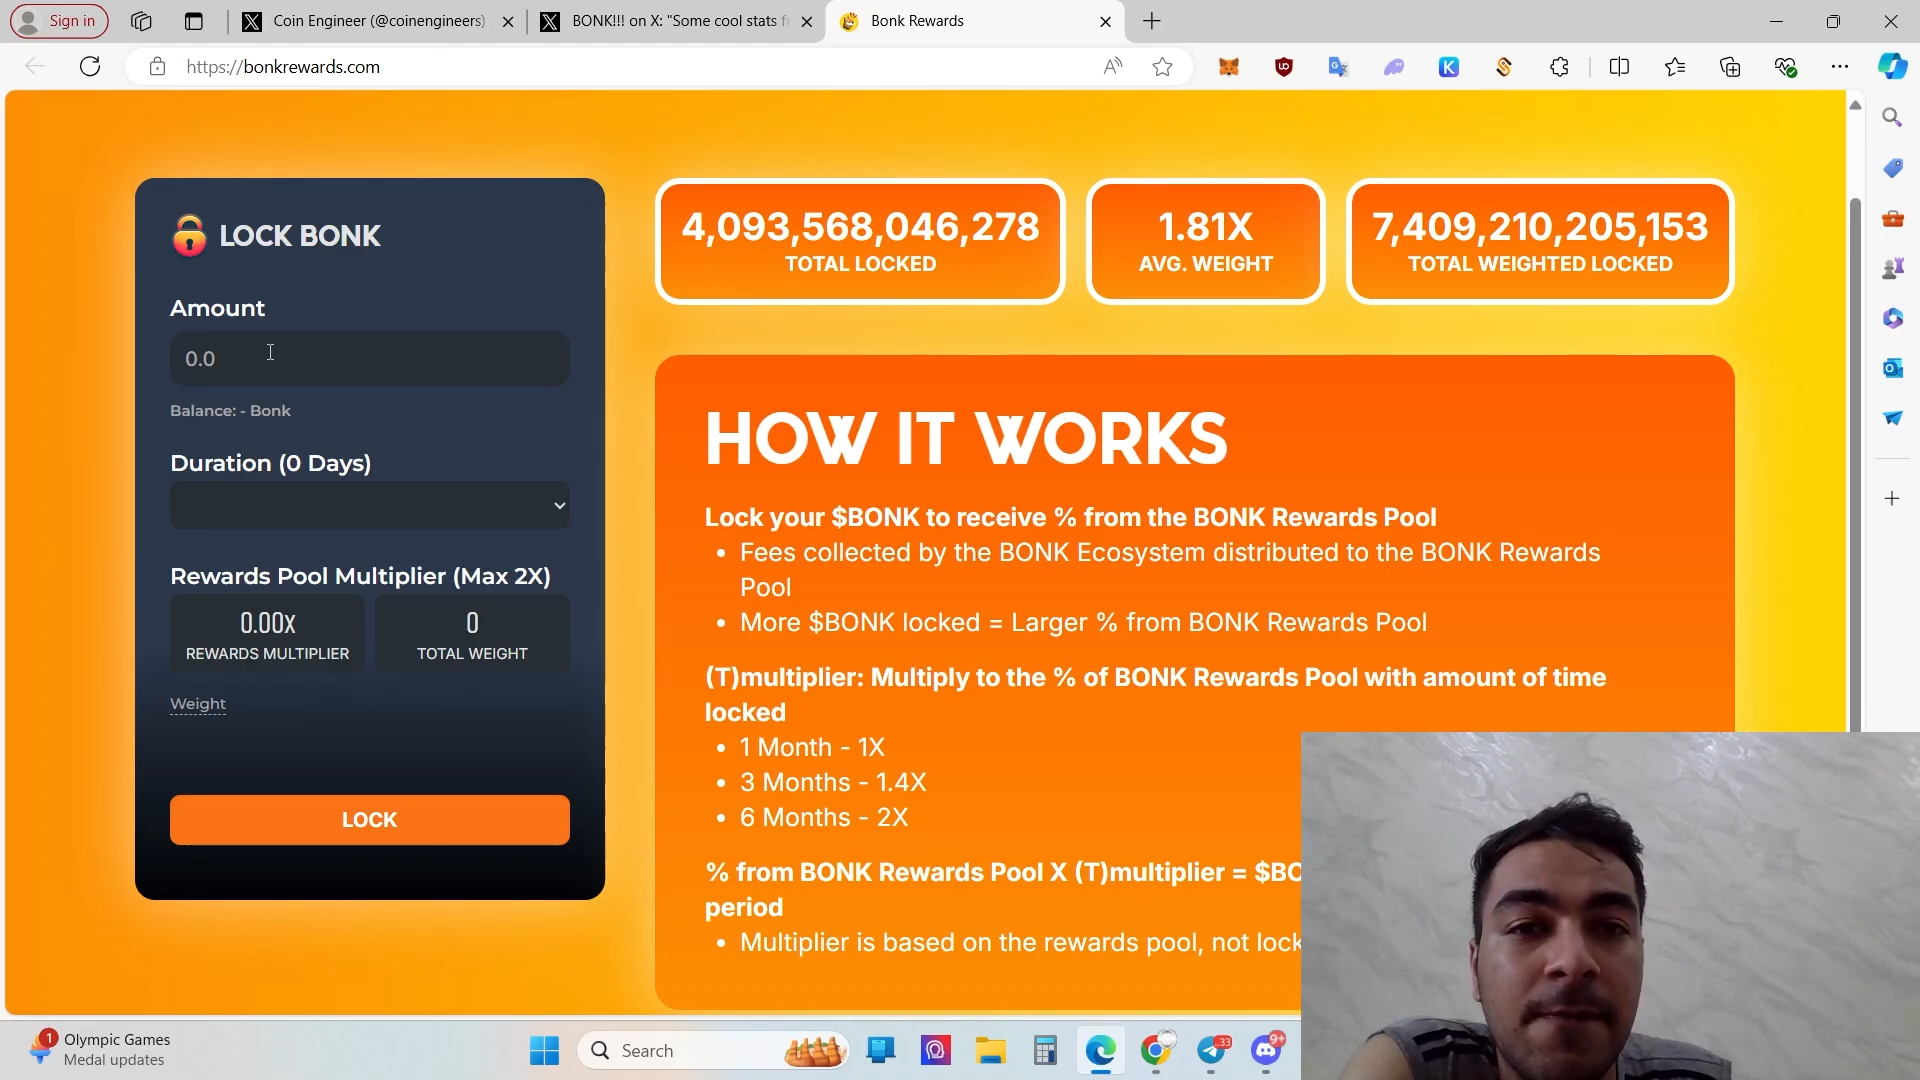 Sign in
Coin Engineer (@coinengineers)
BONK!!! on X: "Some cool stats f
Bonk Rewards
https://bonkrewards.com
LOCK BONK
Amount
0.0
Balance: - Bonk
Duration (0 Days)
Rewards Pool Multiplier (Max 2X)
0.00x
REWARDS MULTIPLIER
0
TOTAL WEIGHT
Weight
LOCK
4,093,568,046,278
TOTAL LOCKED
1.81X
AVG. WEIGHT
7,409,210,205,153
TOTAL WEIGHTED LOCKED
HOW IT WORKS
Lock your $BONK to receive % from the BONK Rewards Pool
• Fees collected by the BONK Ecosystem distributed to the BONK Rewards
Pool
• More $BONK locked = Larger % from BONK Rewards Pool
(T)multiplier: Multiply to the % of BONK Rewards Pool with amount of time
locked
• 1 Month - 1X
• 3 Months - 1.4X
• 6 Months - 2X
% from BONK Rewards Pool X (T)multiplier = $BO
period
• Multiplier is based on the rewards pool, not lock
1
Olympic Games
Medal updates
Search
33
9+